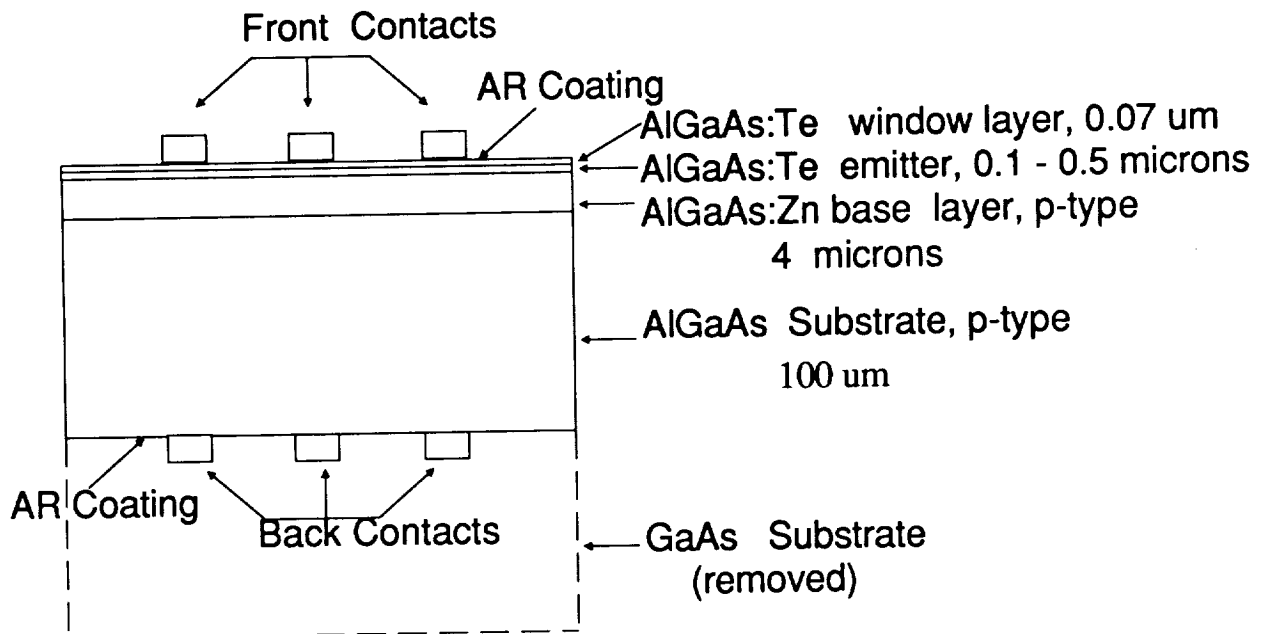 Front Contacts
AR Coating
AlGaAs:Te window layer, 0.07 um
AlGaAs:Te emitter, 0.1 - 0.5 microns
AlGaAs:Zn base layer, p-type
4 microns
AlGaAs Substrate, p-type
100 um
AR Coating
Back Contacts
GaAs Substrate
(removed)